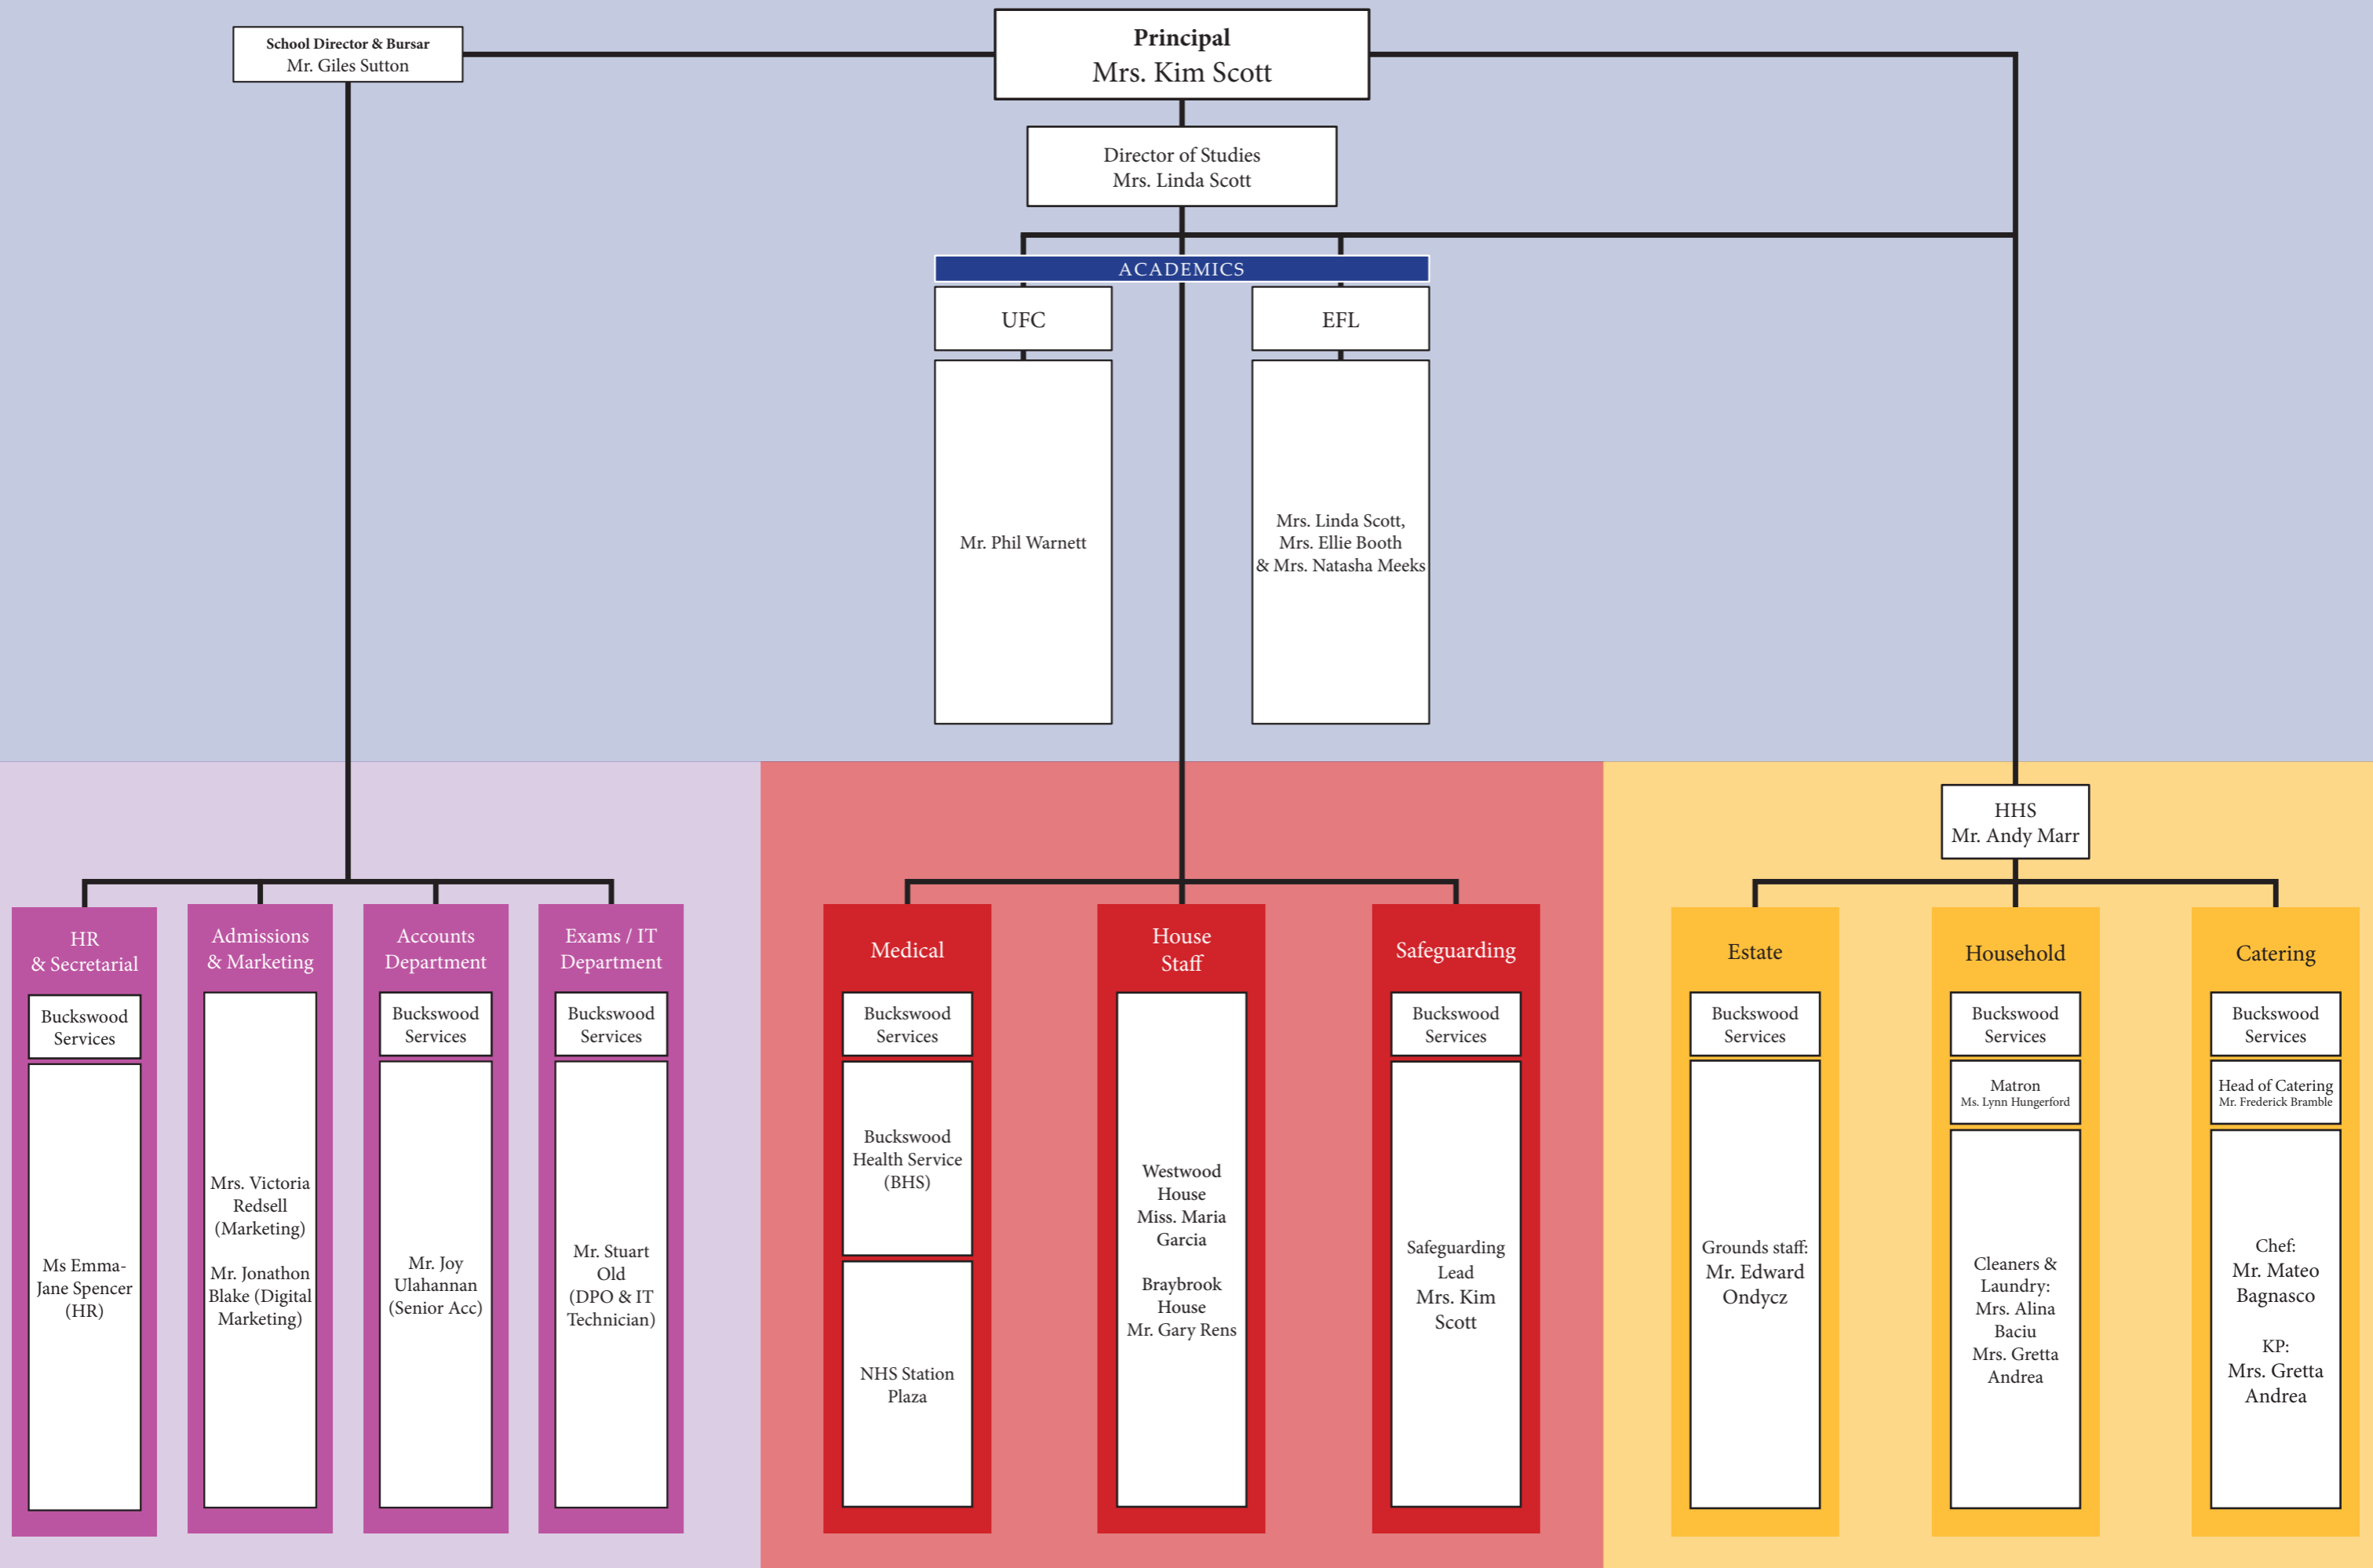 School Director & Bursar
Mr. Giles Sutton
Principal
Mrs. Kim Scott
Director of Studies
Mrs. Linda Scott
ACADEMICS
UFC
EFL
Mr. Phil Warnett
Mrs. Linda Scott,
Mrs. Ellie Booth
& Mrs. Natasha Meeks
HHS
Mr. Andy Marr
HR
& Secretarial
Buckswood
Services
Ms Emma-
Jane Spencer
(HR)
Admissions
& Marketing
Mrs. Victoria
Redsell
(Marketing)
Mr. Jonathon
Blake (Digital
Marketing)
Accounts
Department
Buckswood
Services
Mr. Joy
Ulahannan
(Senior Acc)
Exams / IT
Department
Buckswood
Services
Mr. Stuart
Old
(DPO & IT
Technician)
Medical
Buckswood
Services
Buckswood
Health Service
(BHS)
NHS Station
Plaza
House
Staff
Westwood
House
Miss. Maria
Garcia
Braybrook
House
Mr. Gary Rens
Safeguarding
Buckswood
Services
Safeguarding
Lead
Mrs. Kim
Scott
Estate
Buckswood
Services
Grounds staff:
Mr. Edward
Ondycz
Household
Buckswood
Services
Matron
Ms. Lynn Hungerford
Cleaners &
Laundry:
Mrs. Alina
Baciu
Mrs. Gretta
Andrea
Catering
Buckswood
Services
Head of Catering
Mr. Frederick Bramble
Chef:
Mr. Mateo
Bagnasco
KP:
Mrs. Gretta
Andrea